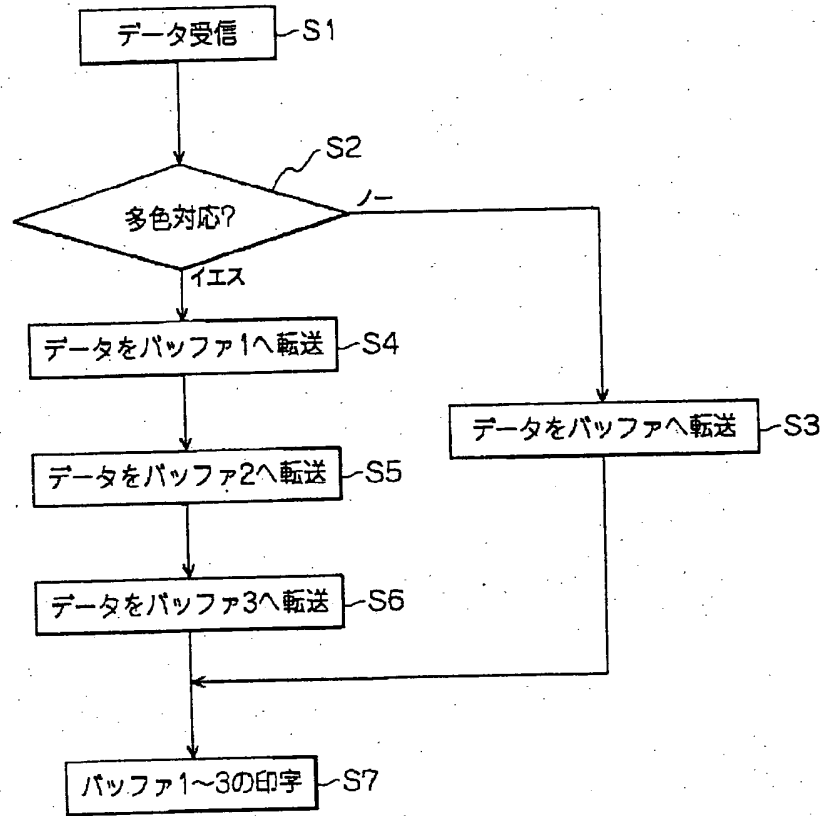 データ受信 S1
S2
多色対応?
ノー
イエス
データをバッファ1へ転送 S4
データをバッファへ転送 S3
データをバッファ2へ転送 S5
データをバッファ3へ転送 S6
バッファ1~3の印字 S7